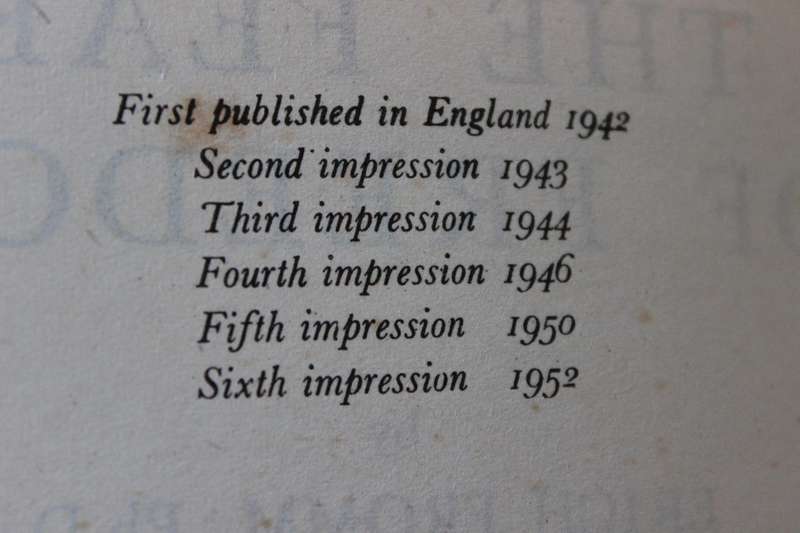 First published in England 1942
Second impression 1943
Third impression 1944
Fourth impression 1946
Fifth impression 1950
Sixth impression 1952